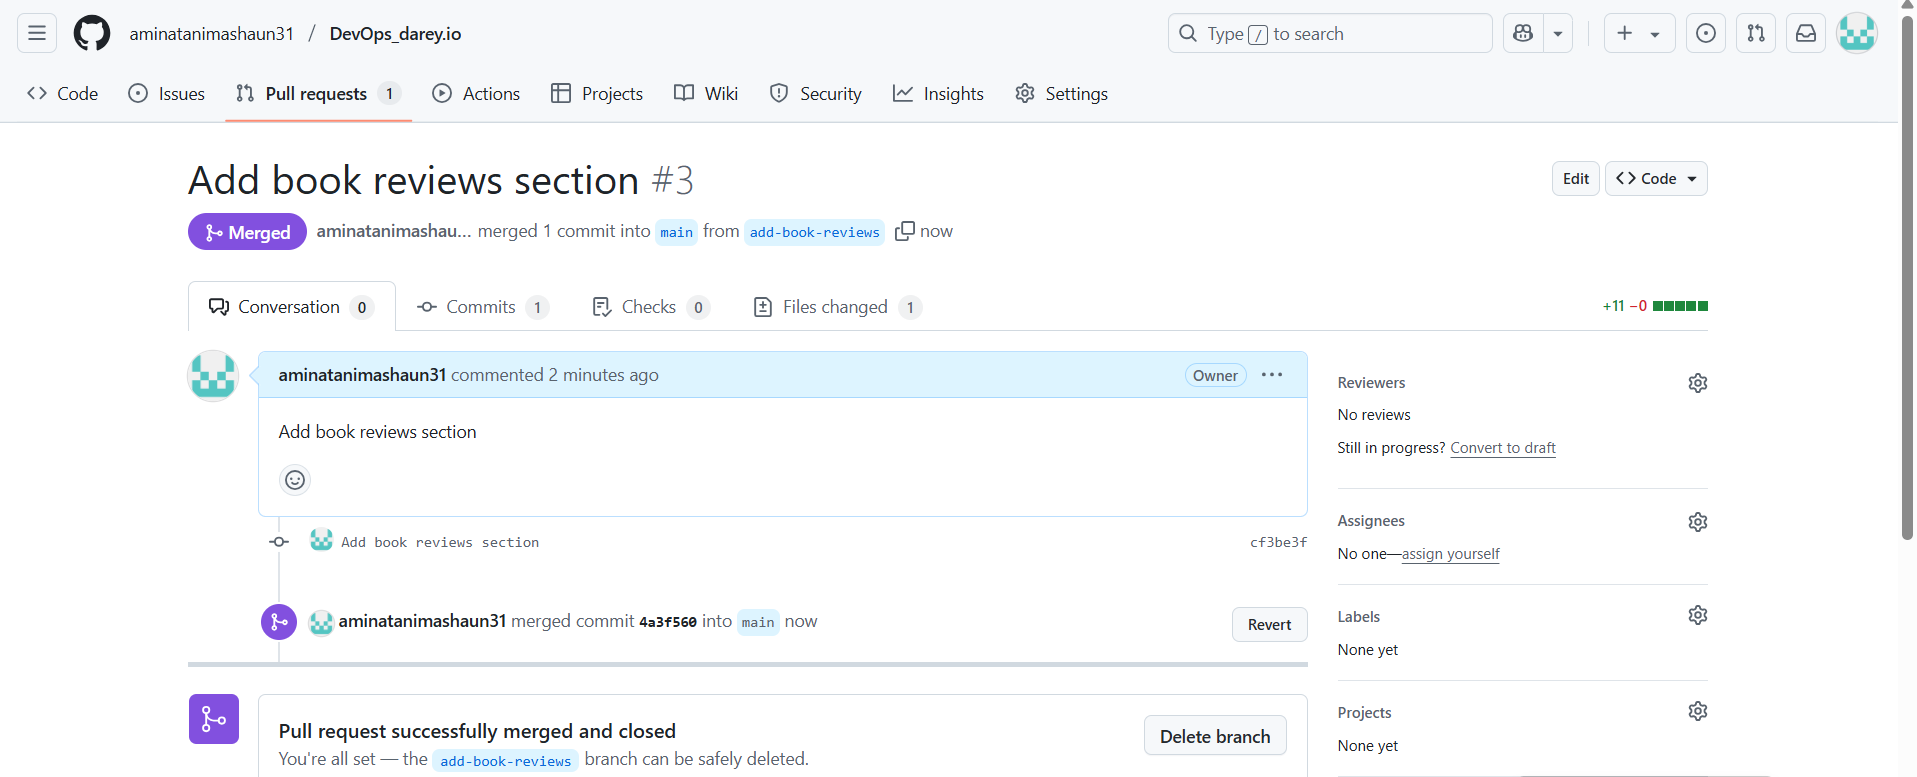 aminatanimashaun31 / DevOps_darey.io
Type / to search
Code
Issues
Pull requests 1
Actions
Projects
Wiki
Security
Insights
Settings
Add book reviews section #3
Edit
Code
Merged
aminatanimashau... merged 1 commit into main from add-book-reviews now
Conversation 0
Commits 1
Checks 0
Files changed 1
+11 −0
aminatanimashaun31 commented 2 minutes ago
Owner
Add book reviews section
Add book reviews section
cf3be3f
aminatanimashaun31 merged commit 4a3f560 into main now
Revert
Pull request successfully merged and closed
You're all set — the add-book-reviews branch can be safely deleted.
Delete branch
Reviewers
No reviews
Still in progress? Convert to draft
Assignees
No one—assign yourself
Labels
None yet
Projects
None yet